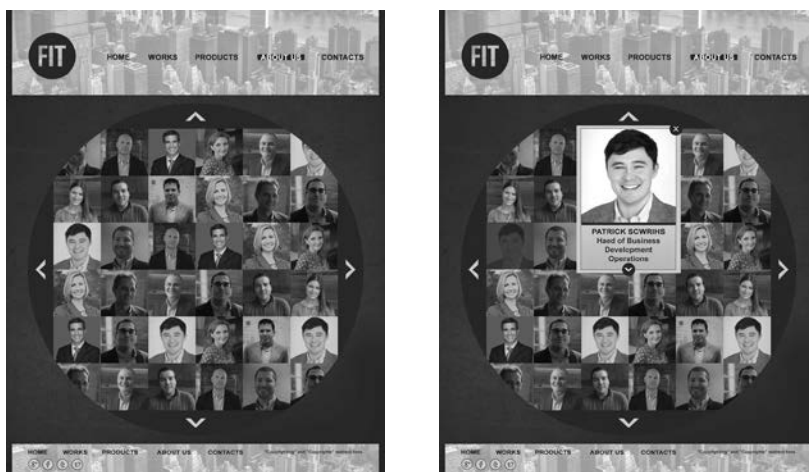 FIT
HOME WORKS PRODUCTS ABOUT US CONTACTS
HOME WORKS PRODUCTS ABOUT US CONTACTS
FIT
HOME WORKS PRODUCTS ABOUT US CONTACTS
PATRICK SCWRIHS
Haed of Business
Development
Operations
HOME WORKS PRODUCTS ABOUT US CONTACTS